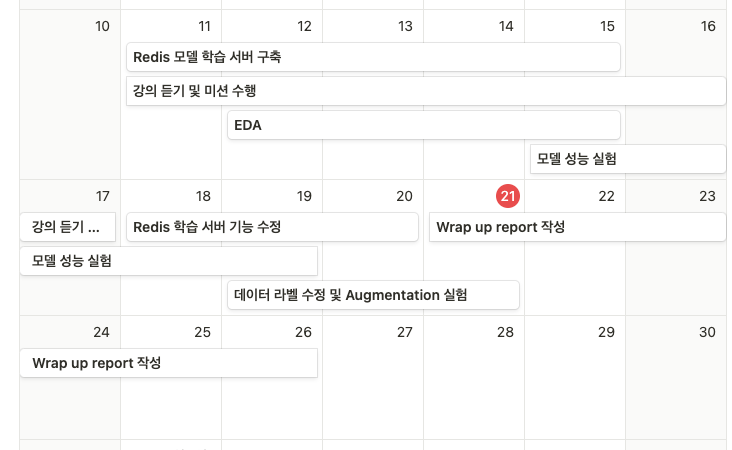 10 11 12 13 14 15 16
Redis 모델 학습 서버 구축
강의 듣기 및 미션 수행
EDA
모델 성능 실험
17 18 19 20 21 22 23
강의 듣기 ... Redis 학습 서버 기능 수정 Wrap up report 작성
모델 성능 실험
데이터 라벨 수정 및 Augmentation 실험
24 25 26 27 28 29 30
Wrap up report 작성